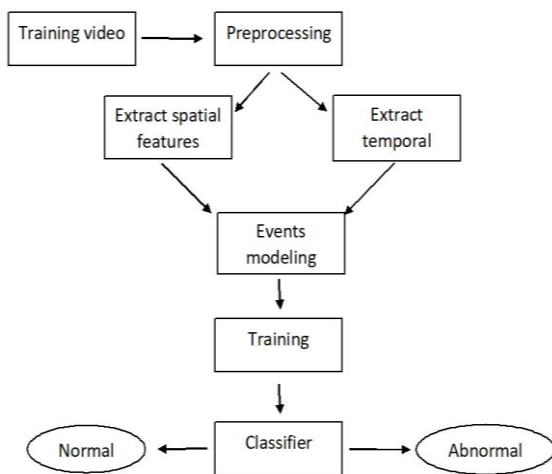 Training video
Preprocessing
Extract spatial
features
Extract
temporal
Events
modeling
Training
Classifier
Normal
Abnormal